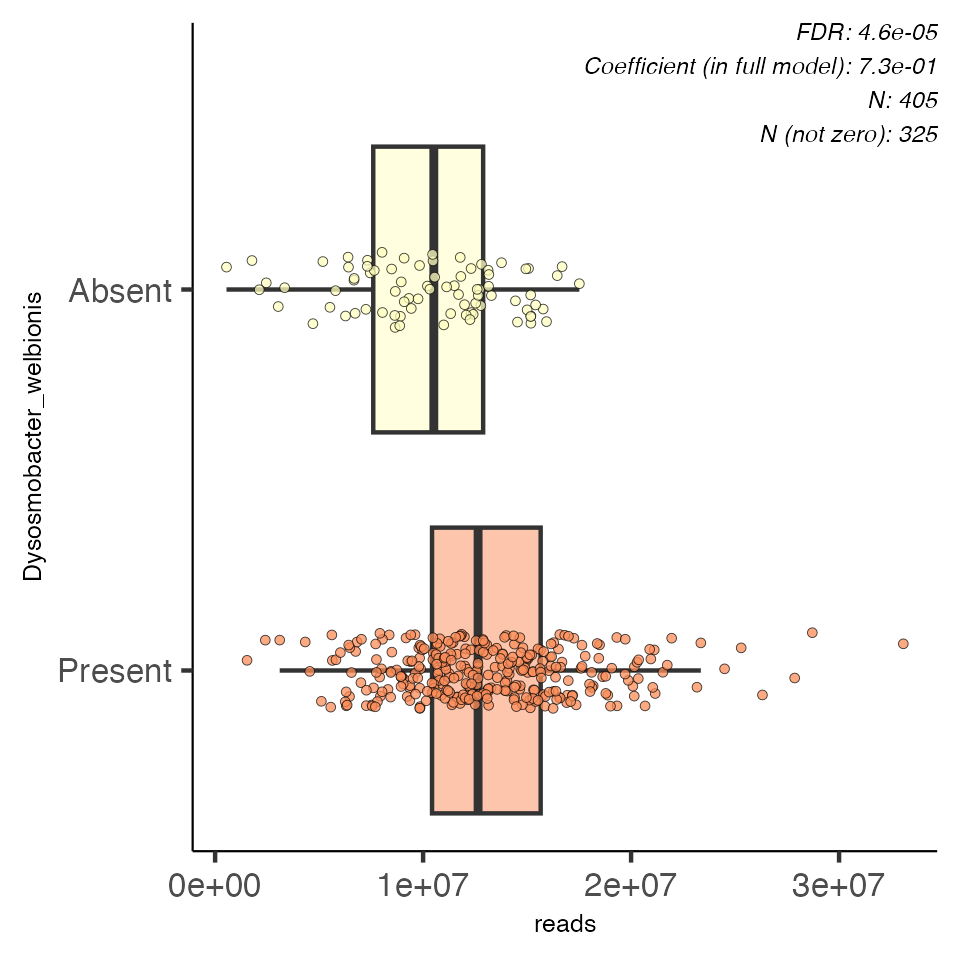 FDR: 4.6e-05
Coefficient (in full model): 7.3e-01
N: 405
N (not zero): 325
Dysosmobacter_welbionis
Absent
Present
0e+00 1e+07 2e+07 3e+07
reads